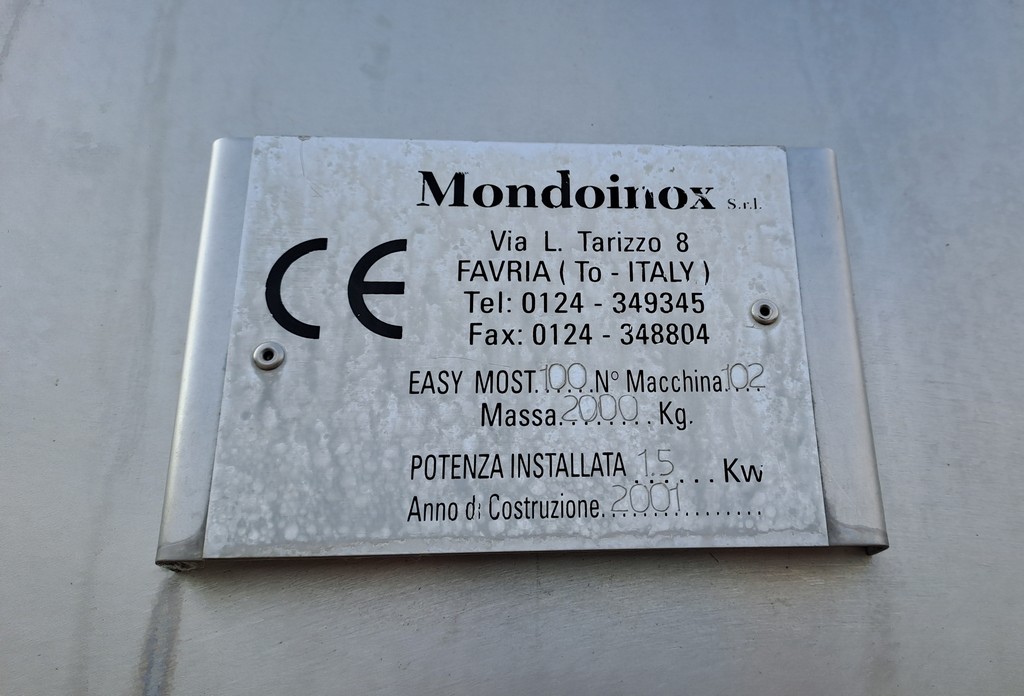 Mondoinox S.r.l.
CE
Via L. Tarizzo 8
FAVRIA ( To - ITALY )
Tel: 0124 - 349345
Fax: 0124 - 348804
EASY MOST. 100 N° Macchina 102
Massa 2000 Kg.
POTENZA INSTALLATA 1.5 Kw
Anno di Costruzione 2001